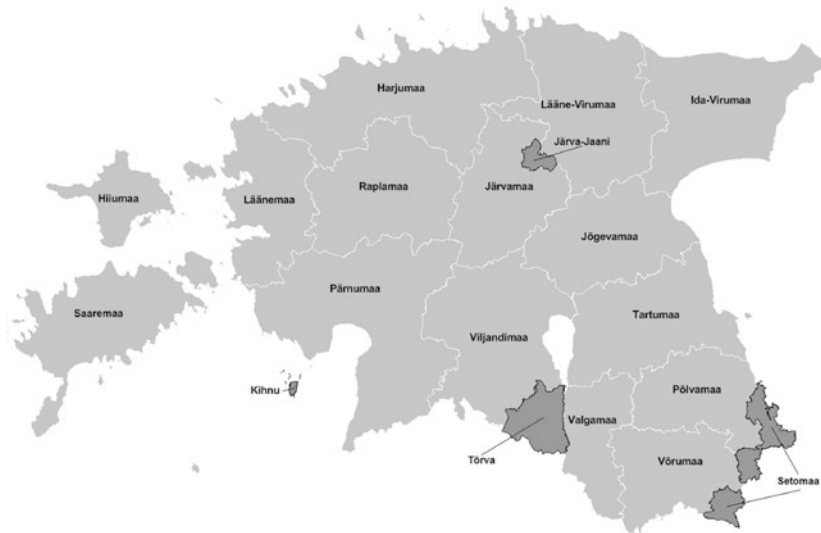 Harjumaa
Lääne-Virumaa
Ida-Virumaa
Järva-Jaani
Hiiumaa
Läänemaa
Raplamaa
Järvamaa
Jõgevamaa
Saaremaa
Pärnumaa
Viljandimaa
Tartumaa
Kihnu
Põlvamaa
Valgamaa
Tõrva
Võrumaa
Setomaa